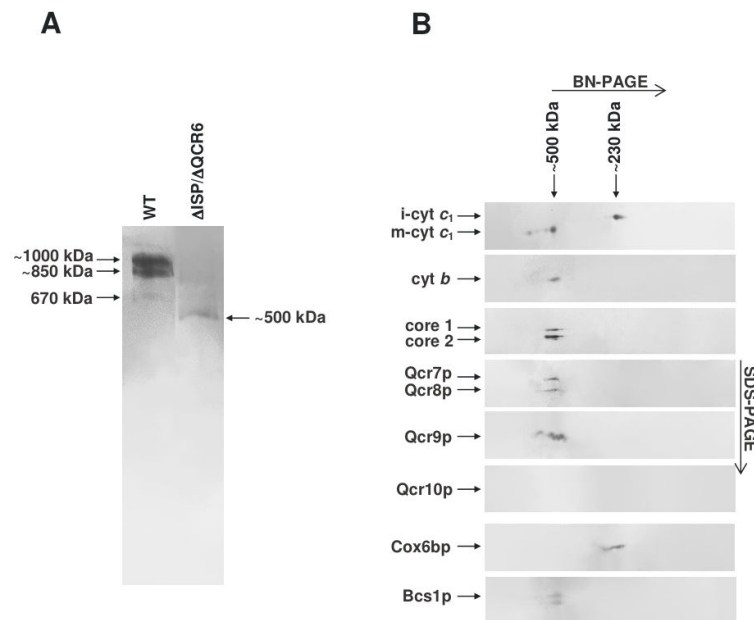 A
WT
ΔISP/ΔQCR6
~1000 kDa
~850 kDa
670 kDa
~500 kDa
B
BN-PAGE
~500 kDa
~230 kDa
i-cyt c₁
m-cyt c₁
cyt b
core 1
core 2
Qcr7p
Qcr8p
Qcr9p
Qcr10p
Cox6bp
Bcs1p
SDS-PAGE